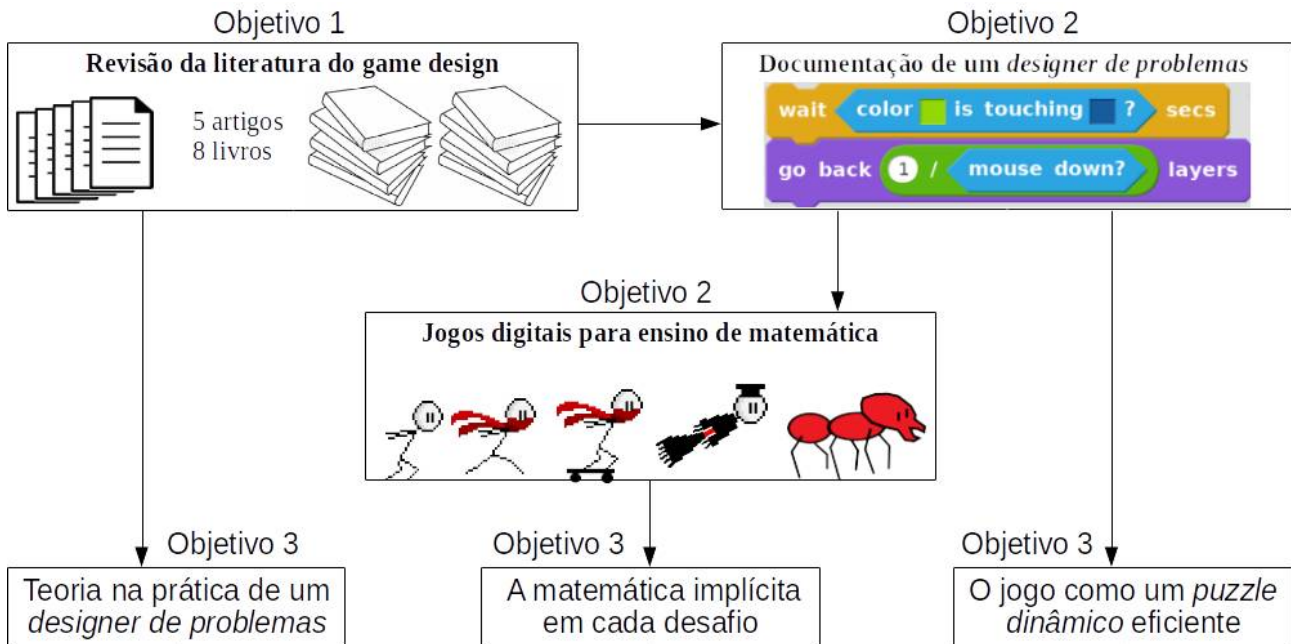 Objetivo 1
Revisão da literatura do game design
5 artigos
8 livros
Objetivo 2
Documentação de um designer de problemas
wait color is touching ? secs
go back 1 / mouse down? layers
Objetivo 2
Jogos digitais para ensino de matemática
Objetivo 3
Teoria na prática de um
designer de problemas
Objetivo 3
A matemática implícita
em cada desafio
Objetivo 3
O jogo como um puzzle
dinâmico eficiente